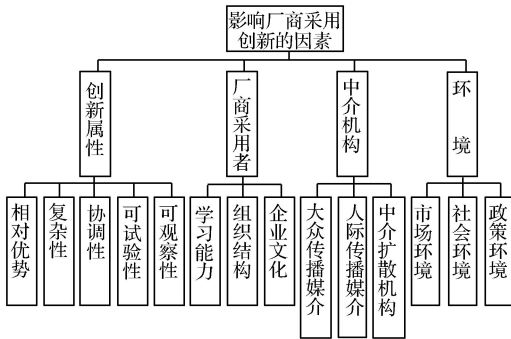 影响厂商采用
创新的因素
创新属性
厂商采用者
中介机构
环境
相对优势
复杂性
协调性
可试验性
可观察性
学习能力
组织结构
企业文化
大众传播媒介
人际传播媒介
中介扩散机构
市场环境
社会环境
政策环境